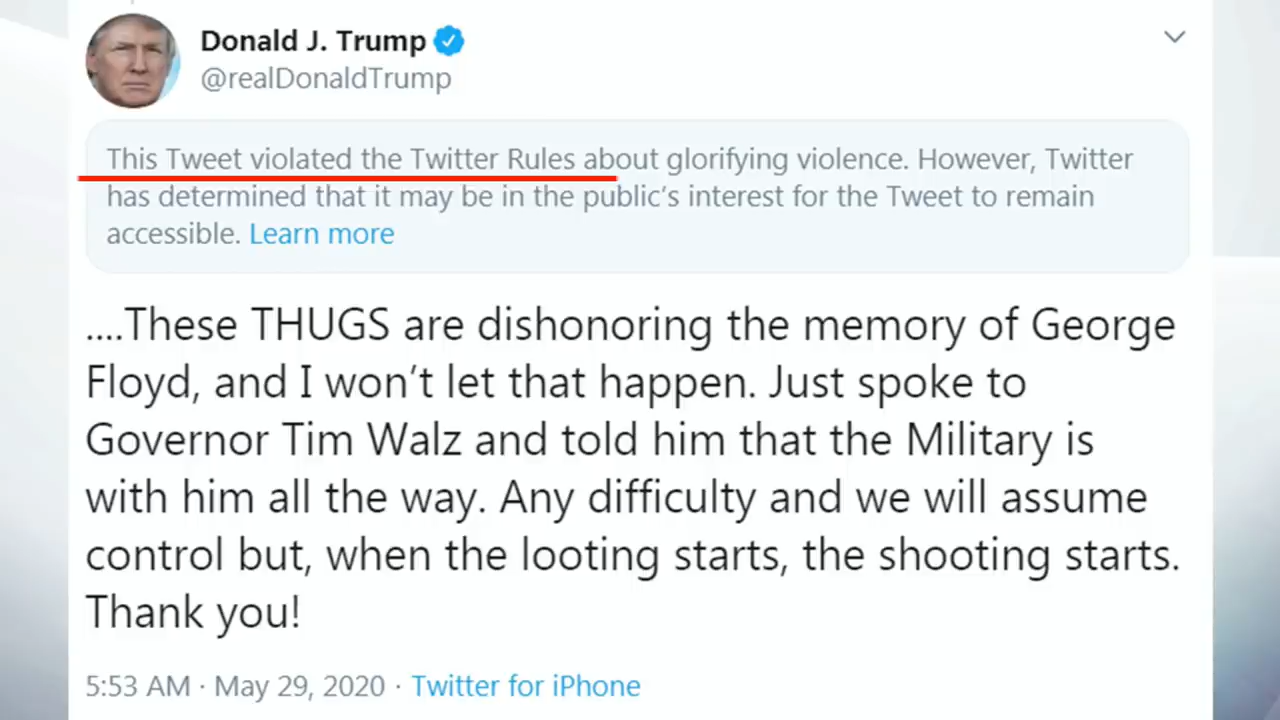 Donald J. Trump
@realDonaldTrump
This Tweet violated the Twitter Rules about glorifying violence. However, Twitter
has determined that it may be in the public’s interest for the Tweet to remain
accessible. Learn more
....These THUGS are dishonoring the memory of George
Floyd, and I won’t let that happen. Just spoke to
Governor Tim Walz and told him that the Military is
with him all the way. Any difficulty and we will assume
control but, when the looting starts, the shooting starts.
Thank you!
5:53 AM · May 29, 2020 · Twitter for iPhone